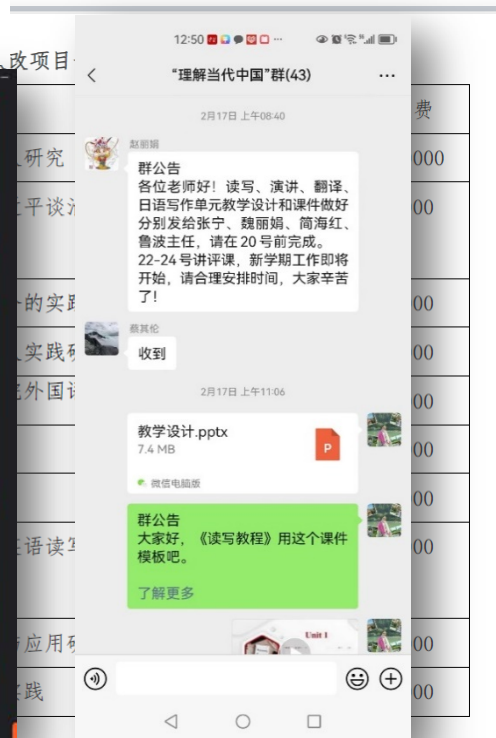 改项目
12:50
“理解当代中国”群(43)
费
2月17日 上午08:40
赵丽娟
研究
000
群公告
各位老师好！读写、演讲、翻译、
日语写作单元教学设计和课件做好
分别发给张宁、魏丽娟、简海红、
鲁波主任，请在20号前完成。
22-24号讲评课，新学期工作即将
开始，请合理安排时间，大家辛苦
了！
平谈治
00
的实践
00
蔡其伦
收到
实践研
00
外国语
00
2月17日 上午11:06
教学设计.pptx
7.4 MB
P
微信电脑版
00
00
群公告
大家好，《读写教程》用这个课件
模板吧。
了解更多
语读写
00
Unit 1
应用研
00
践
00